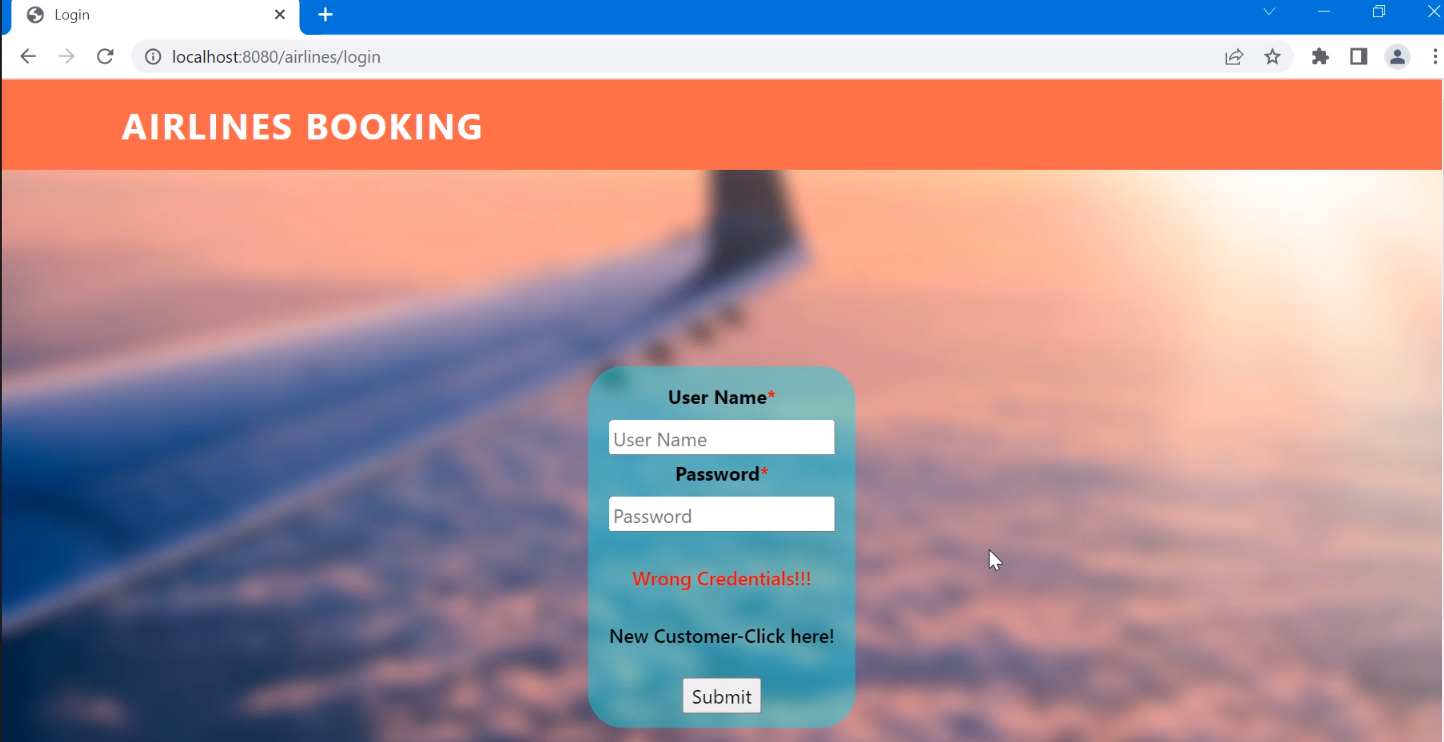 Login
localhost:8080/airlines/login
AIRLINES BOOKING
User Name*
User Name
Password*
Password
Wrong Credentials!!!
New Customer-Click here!
Submit